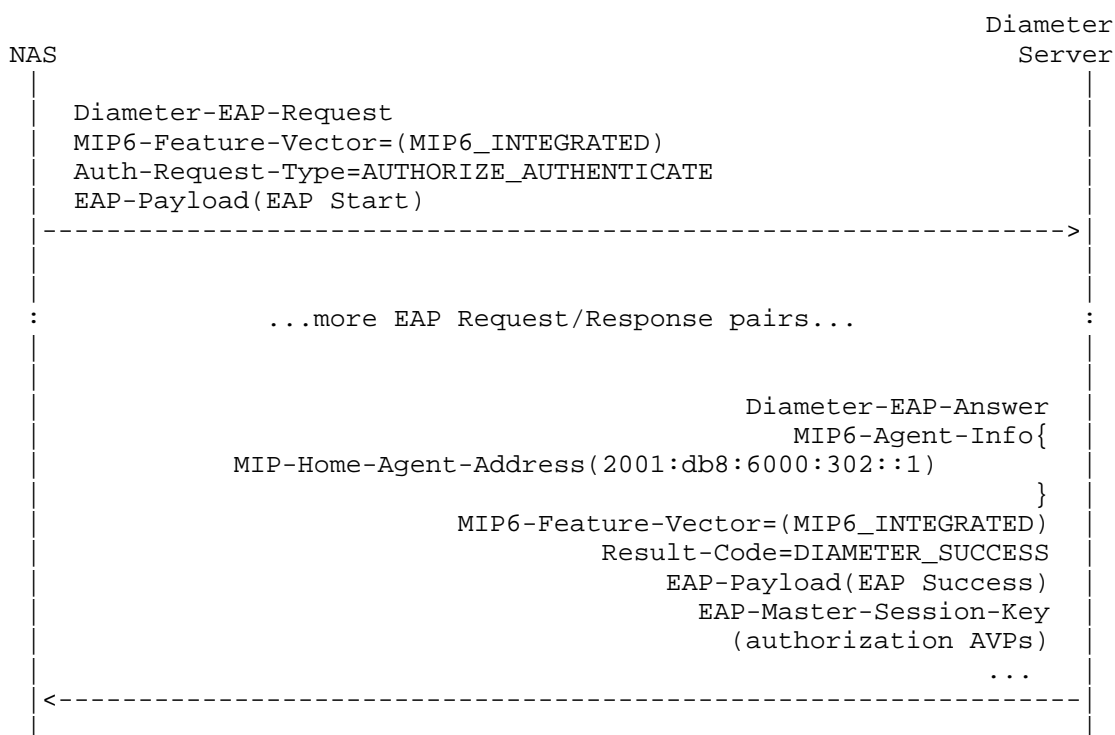 Diameter
NAS Server
Diameter-EAP-Request
MIP6-Feature-Vector=(MIP6_INTEGRATED)
Auth-Request-Type=AUTHORIZE_AUTHENTICATE
EAP-Payload(EAP Start)
...more EAP Request/Response pairs...
Diameter-EAP-Answer
MIP6-Agent-Info{
MIP-Home-Agent-Address(2001:db8:6000:302::1)
}
MIP6-Feature-Vector=(MIP6_INTEGRATED)
Result-Code=DIAMETER_SUCCESS
EAP-Payload(EAP Success)
EAP-Master-Session-Key
(authorization AVPs)
...